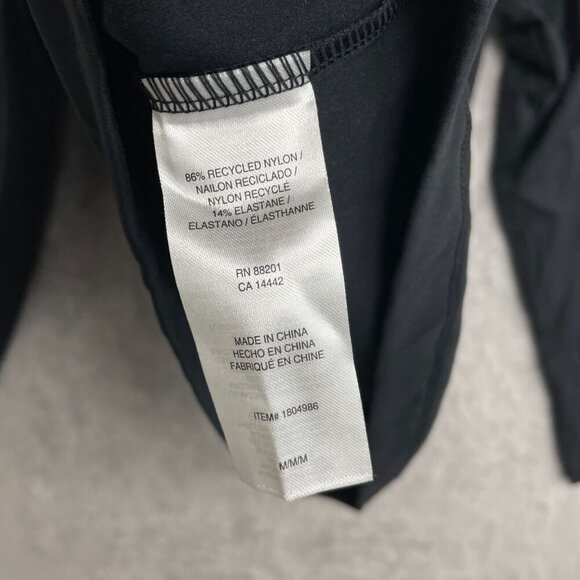 86% RECYCLED NYLON /
NAILON RECICLADO /
NYLON RECYCLÉ
14% ELASTANE /
ELASTANO / ÉLASTHANNE
RN 88201
CA 14442
MADE IN CHINA
HECHO EN CHINA
FABRIQUÉ EN CHINE
ITEM# 1604986
M/M/M